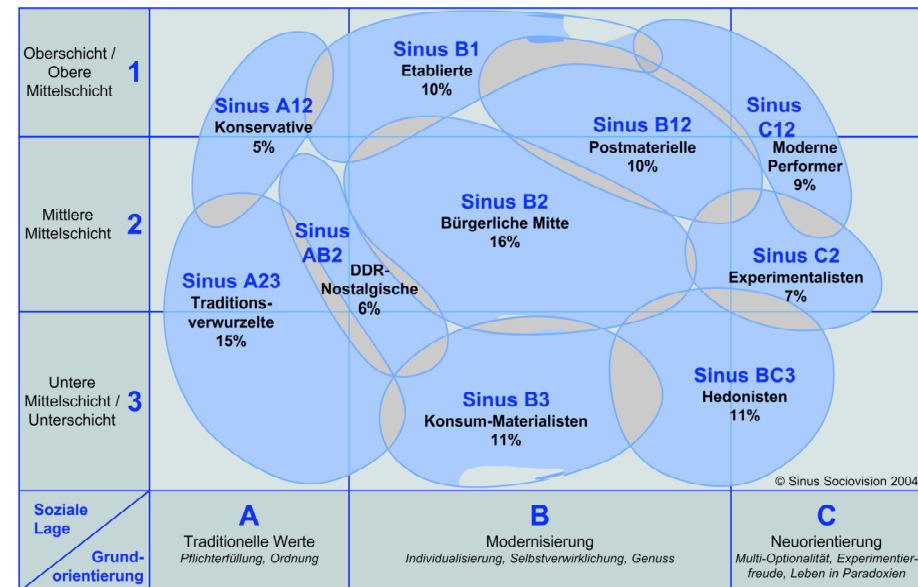 Oberschicht /
Obere
Mittelschicht
1
Sinus B1
Etablierte
10%
Sinus A12
Konservative
5%
Sinus B12
Postmaterielle
10%
Sinus
C12
Moderne
Performer
9%
Mittlere
Mittelschicht
2
Sinus B2
Bürgerliche Mitte
16%
Sinus
AB2
DDR-
Nostalgische
6%
Sinus A23
Traditions-
verwurzelte
15%
Sinus C2
Experimentalisten
7%
Untere
Mittelschicht /
Unterschicht
3
Sinus B3
Konsum-Materialisten
11%
Sinus BC3
Hedonisten
11%
© Sinus Sociovision 2004
Soziale
Lage
Grund-
orientierung
A
Traditionelle Werte
Pflichterfüllung, Ordnung
B
Modernisierung
Individualisierung, Selbstverwirklichung, Genuss
C
Neuorientierung
Multi-Optionalität, Experimentier-
freude, Leben in Paradoxien